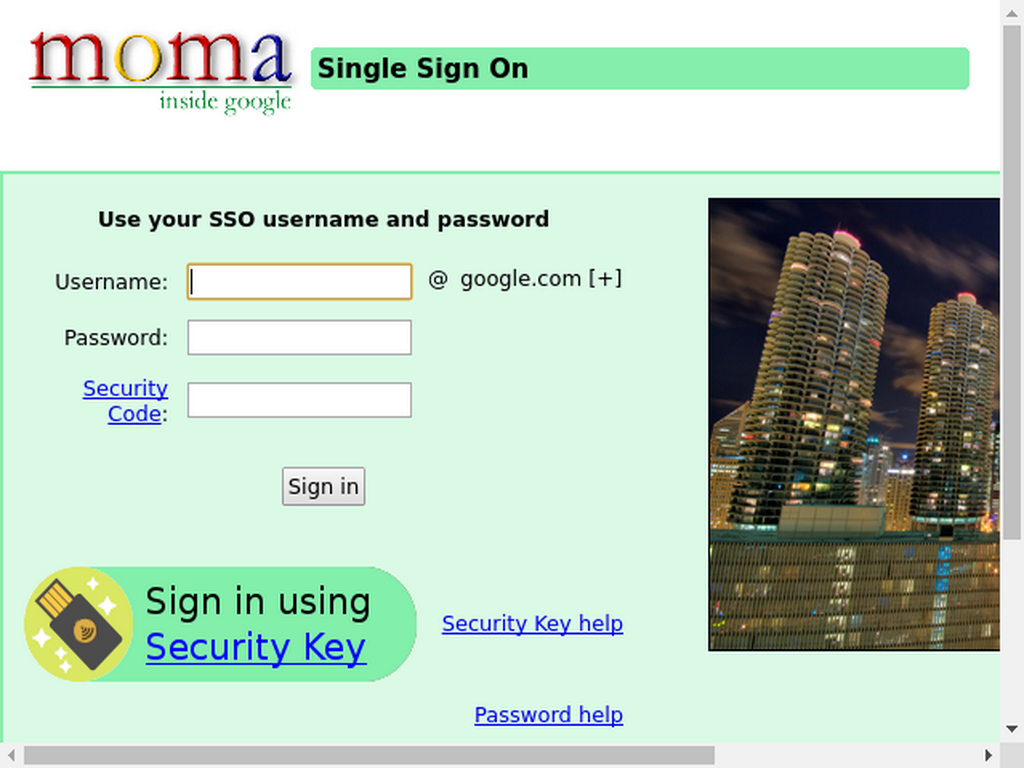 moma
inside google
Single Sign On
Use your SSO username and password
Username:
@ google.com [+]
Password:
Security
Code:
Sign in
Sign in using
Security Key
Security Key help
Password help